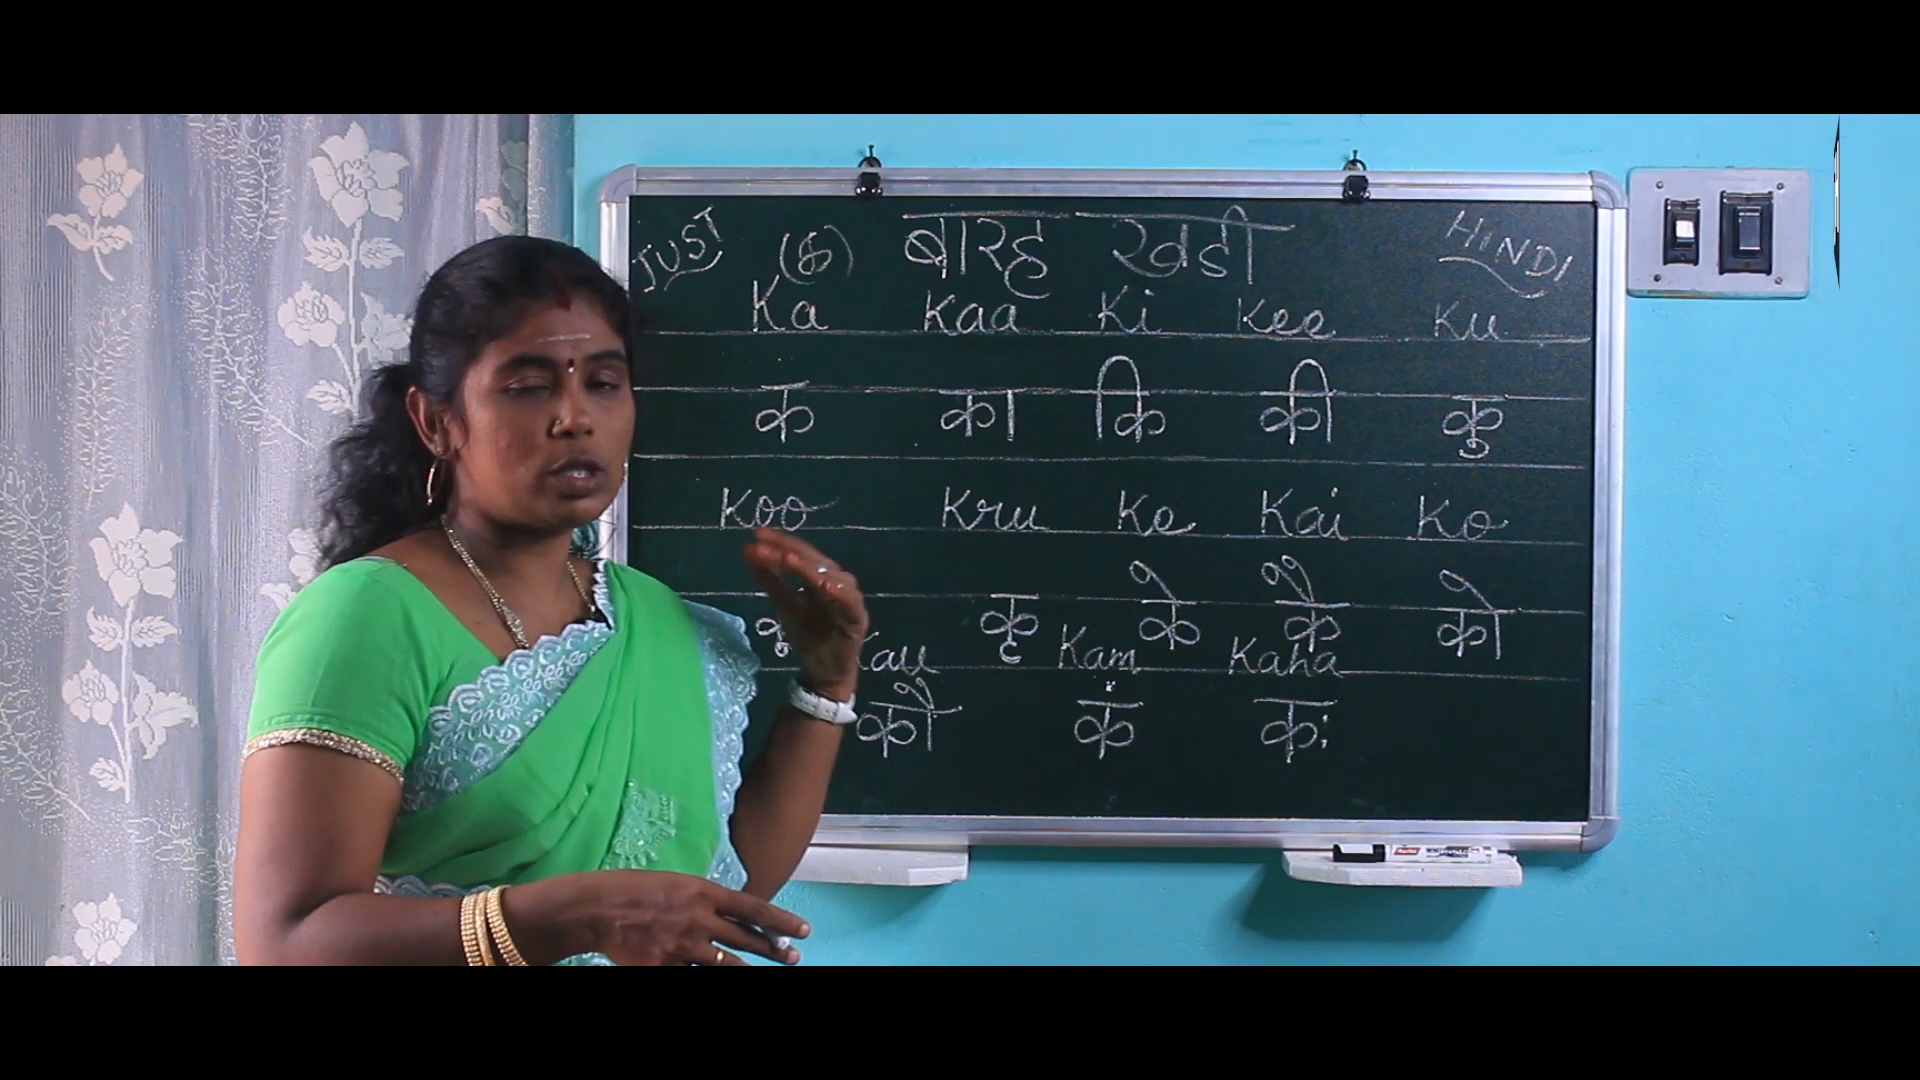 JUST (க) बारह खडी HINDI
Ka Kaa Ki Kee Ku
क का कि की कु
Koo Kru Ke Kai Ko
कृ के कै को
Kau Kam Kaha
कौ कं कः